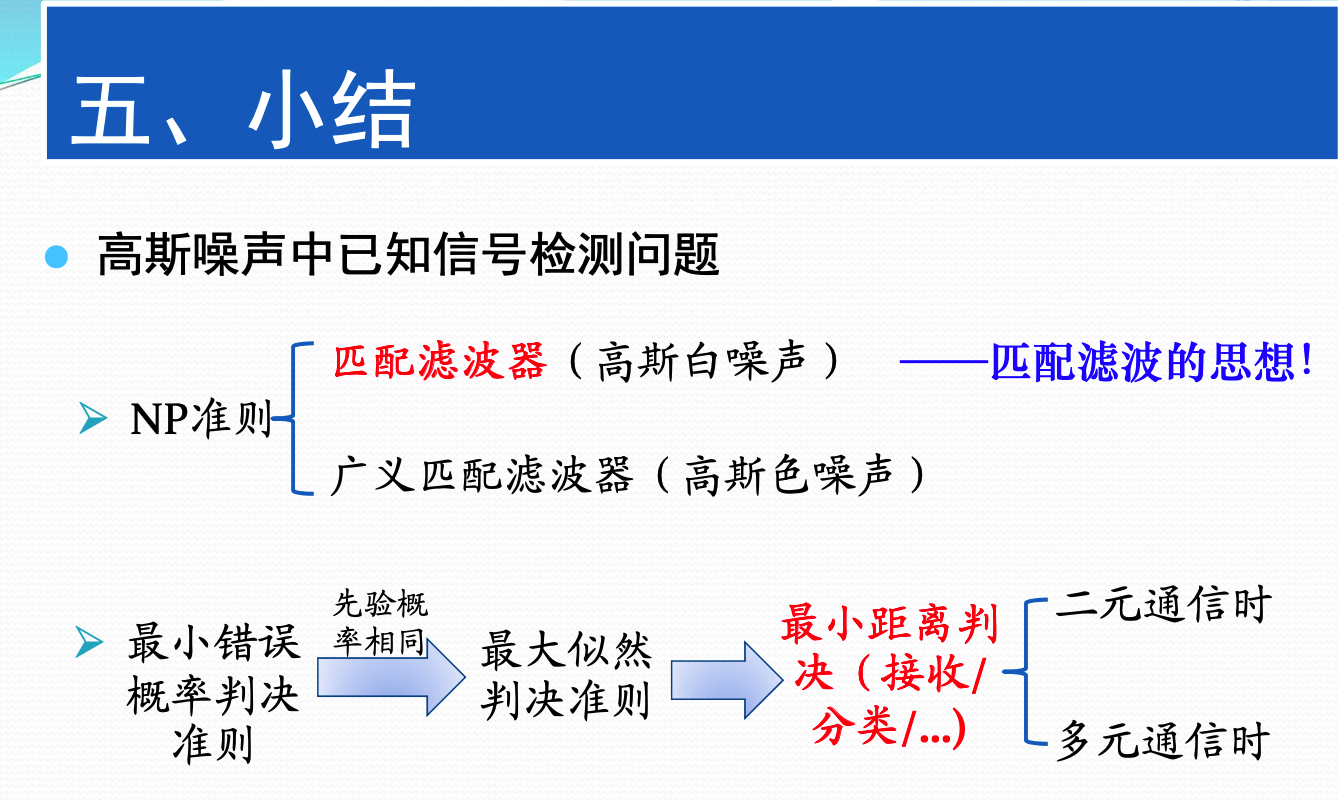 五、小结
高斯噪声中已知信号检测问题
匹配滤波器（高斯白噪声） ——匹配滤波的思想！
NP准则
广义匹配滤波器（高斯色噪声）
先验概
率相同
最小错误
概率判决
准则
最大似然
判决准则
最小距离判
决（接收/
分类/...)
二元通信时
多元通信时